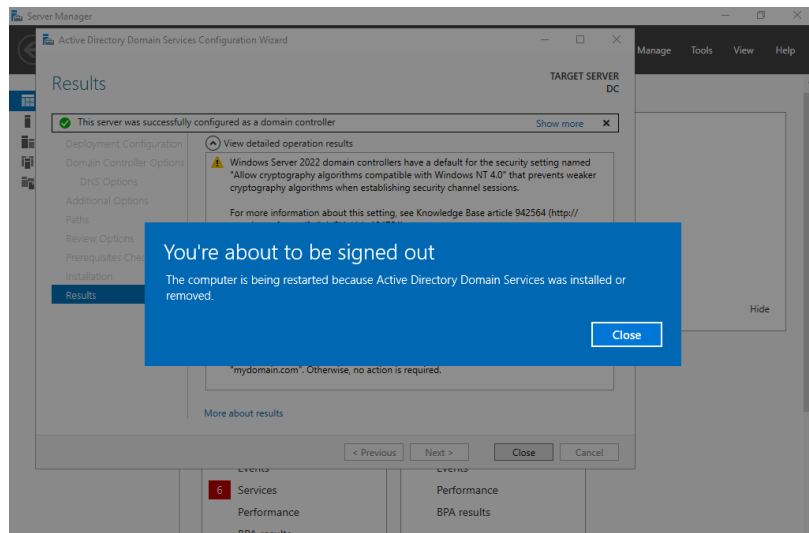 Server Manager
Active Directory Domain Services Configuration Wizard
Manage Tools View Help
Results
TARGET SERVER
DC
This server was successfully configured as a domain controller
Show more
Deployment Configuration
Domain Controller Options
DNS Options
Additional Options
Paths
Review Options
Prerequisites Chec
Installation
Results
View detailed operation results
Windows Server 2022 domain controllers have a default for the security setting named
"Allow cryptography algorithms compatible with Windows NT 4.0" that prevents weaker
cryptography algorithms when establishing security channel sessions.
For more information about this setting, see Knowledge Base article 942564 (http://
You're about to be signed out
The computer is being restarted because Active Directory Domain Services was installed or
removed.
Close
Hide
"mydomain.com". Otherwise, no action is required.
More about results
< Previous Next > Close Cancel
Events Events
6 Services Performance
Performance BPA results
BPA results